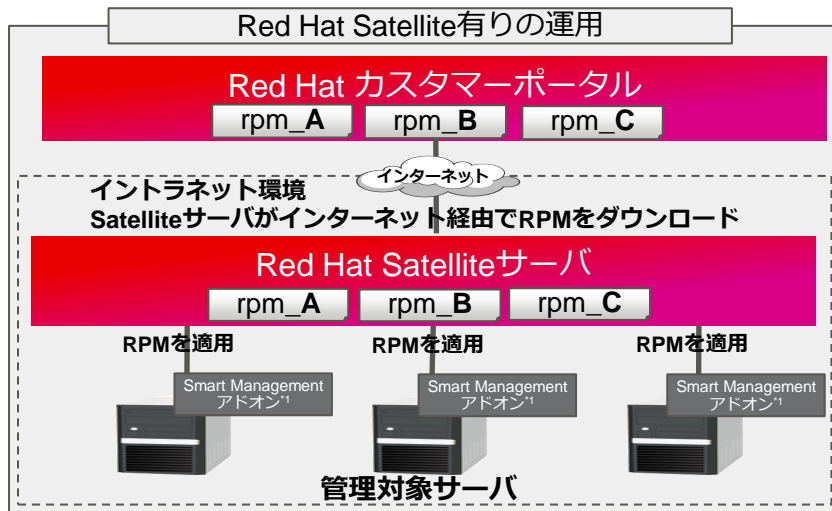 Red Hat Satellite有りの運用
Red Hat カスタマーポータル
rpm_A rpm_B rpm_C
インターネット
イントラネット環境
Satelliteサーバがインターネット経由でRPMをダウンロード
Red Hat Satelliteサーバ
rpm_A rpm_B rpm_C
RPMを適用 RPMを適用 RPMを適用
Smart Management Smart Management Smart Management
アドオン*1 アドオン*1 アドオン*1
管理対象サーバ